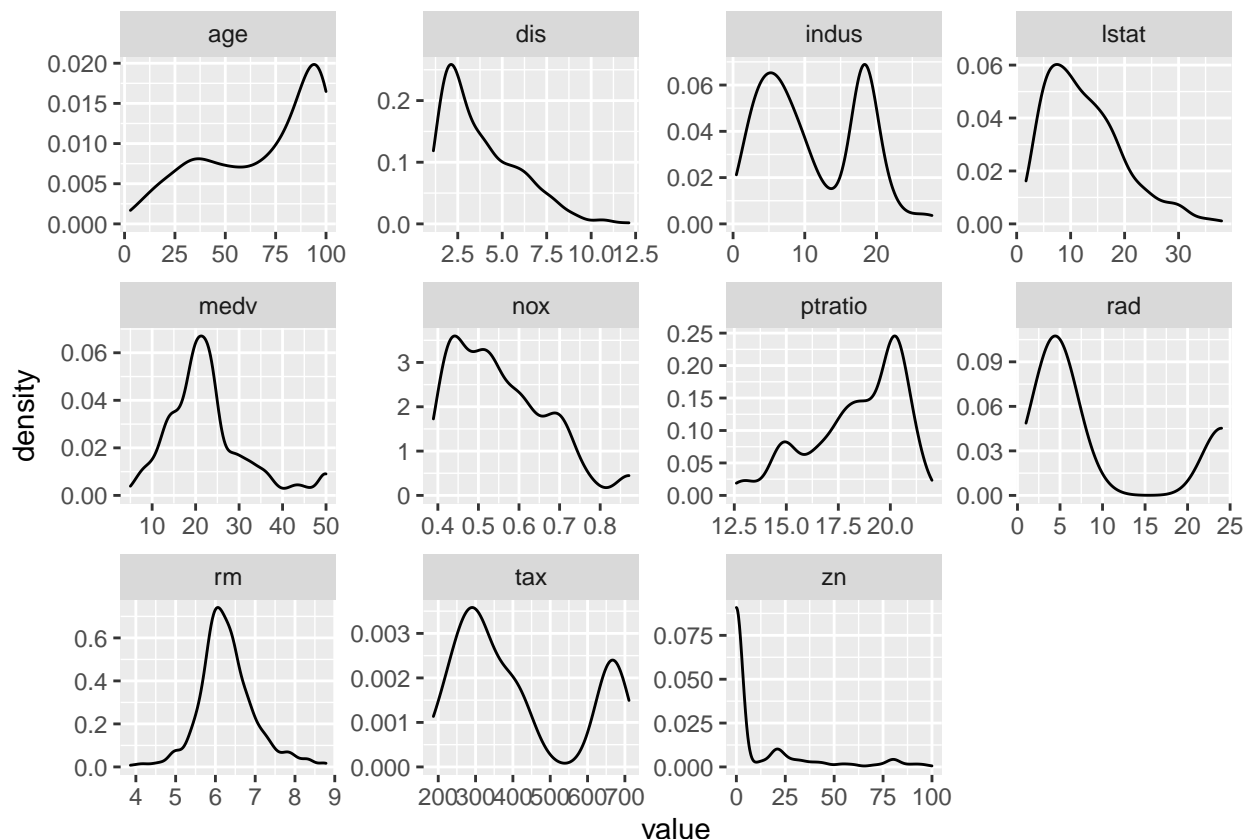 age dis indus lstat
0.020 0.015 0.010 0.005 0.000
0 25 50 75 100
0.2 0.1 0.0
2.5 5.0 7.5 10.0 12.5
0.06 0.04 0.02 0.00
0 10 20
0.06 0.04 0.02 0.00
0 10 20 30
medv nox ptratio rad
0.06 0.04 0.02 0.00
10 20 30 40 50
3 2 1 0
0.4 0.5 0.6 0.7 0.8
0.25 0.20 0.15 0.10 0.05 0.00
12.5 15.0 17.5 20.0
0.09 0.06 0.03 0.00
0 5 10 15 20 25
rm tax zn
0.6 0.4 0.2 0.0
4 5 6 7 8 9
0.003 0.002 0.001 0.000
200 300 400 500 600 700
0.075 0.050 0.025 0.000
0 25 50 75 100
density
value